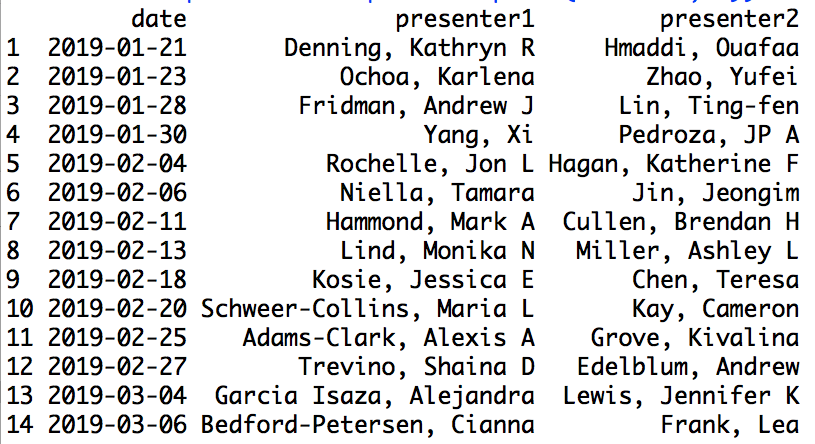 date presenter1 presenter2
1 2019-01-21 Denning, Kathryn R Hmaddi, Ouafaa
2 2019-01-23 Ochoa, Karlena Zhao, Yufei
3 2019-01-28 Fridman, Andrew J Lin, Ting-fen
4 2019-01-30 Yang, Xi Pedroza, JP A
5 2019-02-04 Rochelle, Jon L Hagan, Katherine F
6 2019-02-06 Niella, Tamara Jin, Jeongim
7 2019-02-11 Hammond, Mark A Cullen, Brendan H
8 2019-02-13 Lind, Monika N Miller, Ashley L
9 2019-02-18 Kosie, Jessica E Chen, Teresa
10 2019-02-20 Schweer-Collins, Maria L Kay, Cameron
11 2019-02-25 Adams-Clark, Alexis A Grove, Kivalina
12 2019-02-27 Trevino, Shaina D Edelblum, Andrew
13 2019-03-04 Garcia Isaza, Alejandra Lewis, Jennifer K
14 2019-03-06 Bedford-Petersen, Cianna Frank, Lea